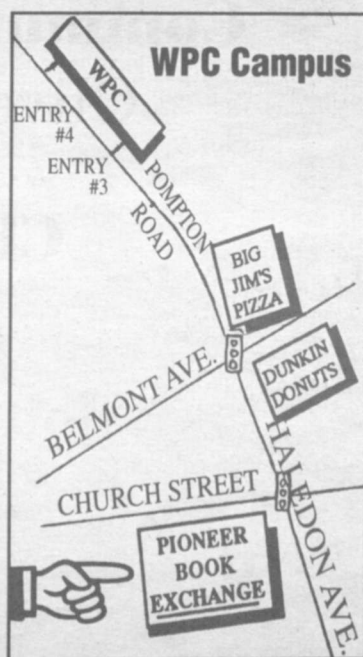 WPC Campus
WPC
ENTRY
#4
ENTRY
#3
POMPTON
ROAD
BIG
JIM'S
PIZZA
BELMONT AVE.
DUNKIN
DONUTS
HALEDON AVE.
CHURCH STREET
PIONEER
BOOK
EXCHANGE